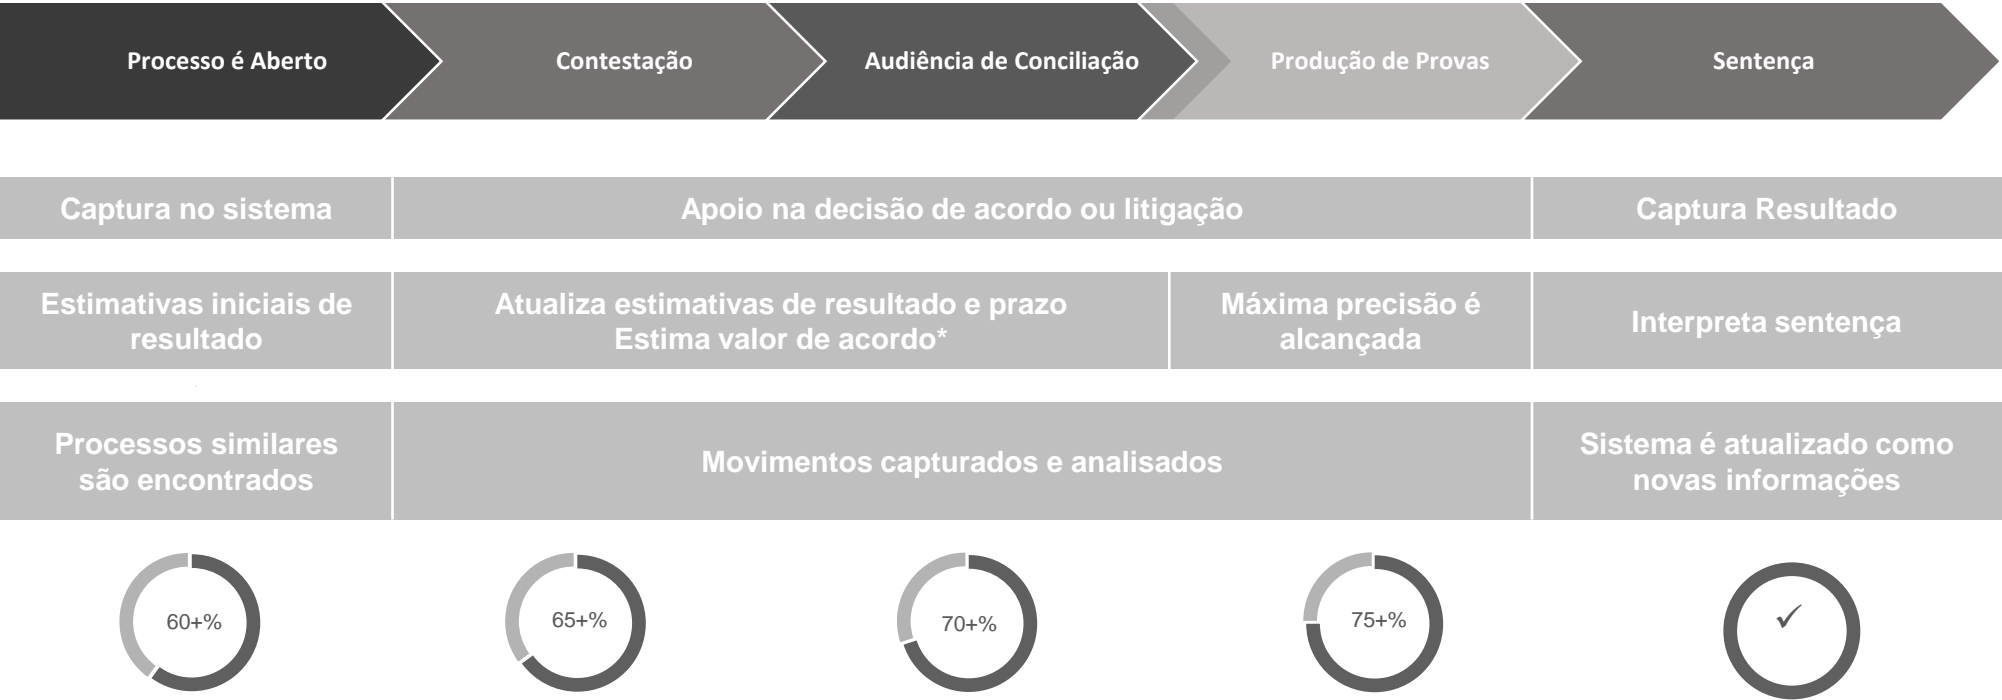 Processo é Aberto
Contestação
Audiência de Conciliação
Produção de Provas
Sentença
Captura no sistema
Apoio na decisão de acordo ou litigação
Captura Resultado
Estimativas iniciais de
resultado
Atualiza estimativas de resultado e prazo
Estima valor de acordo*
Máxima precisão é
alcançada
Interpreta sentença
Processos similares
são encontrados
Movimentos capturados e analisados
Sistema é atualizado como
novas informações
60+%
65+%
70+%
75+%
✓